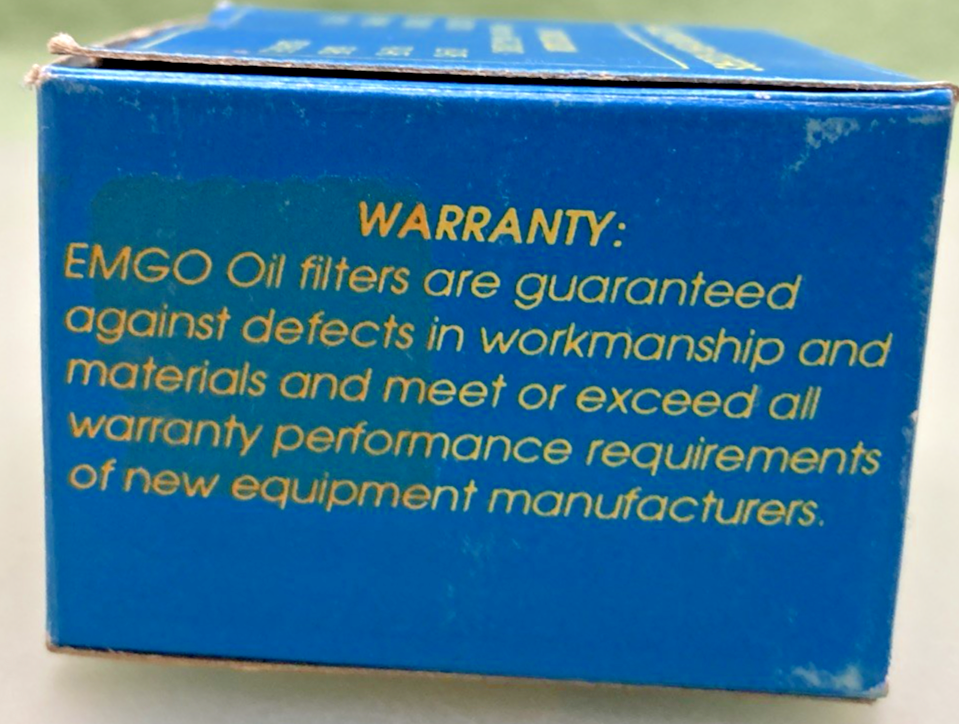 WARRANTY:
EMGO Oil filters are guaranteed
against defects in workmanship and
materials and meet or exceed all
warranty performance requirements
of new equipment manufacturers.